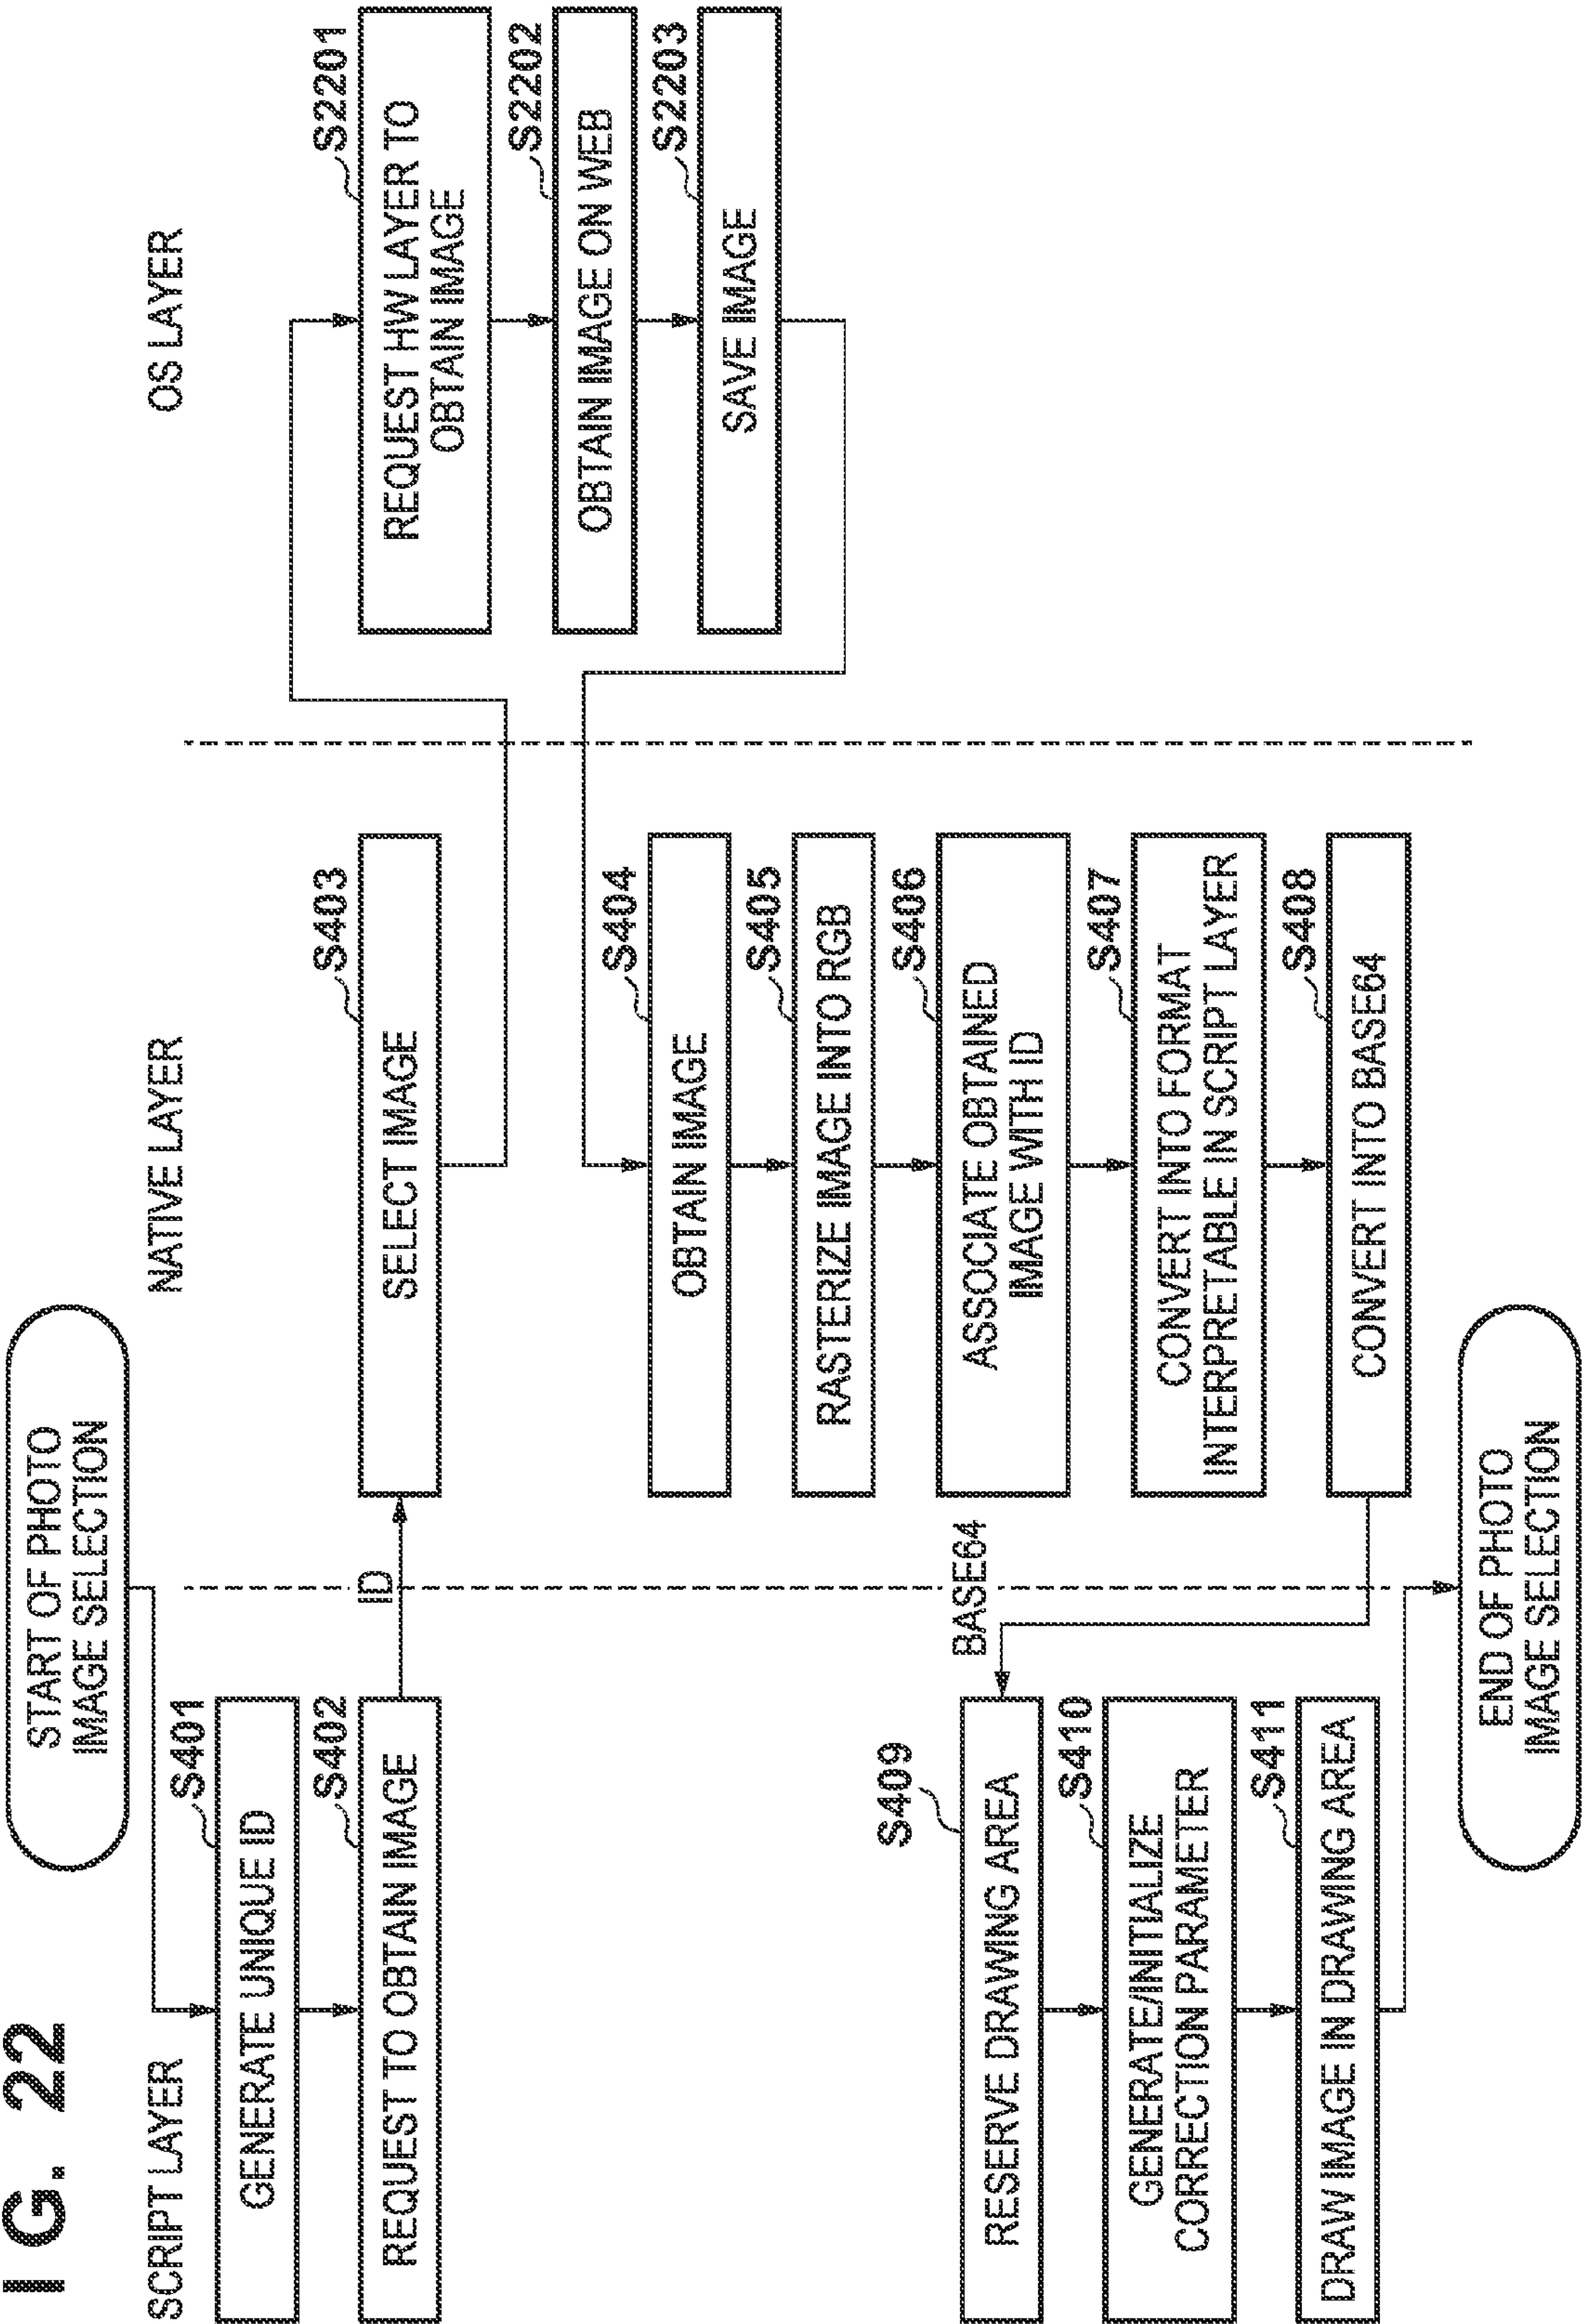 IG. 22
START OF PHOTO
IMAGE SELECTION
SCRIPT LAYER
NATIVE LAYER
OS LAYER
S401
GENERATE UNIQUE ID
S402
REQUEST TO OBTAIN IMAGE
ID
S403
SELECT IMAGE
S2201
REQUEST HW LAYER TO
OBTAIN IMAGE
S2202
OBTAIN IMAGE ON WEB
S2203
SAVE IMAGE
S404
OBTAIN IMAGE
S405
RASTERIZE IMAGE INTO RGB
S406
ASSOCIATE OBTAINED
IMAGE WITH ID
S407
CONVERT INTO FORMAT
INTERPRETABLE IN SCRIPT LAYER
S408
CONVERT INTO BASE64
BASE64
S409
RESERVE DRAWING AREA
S410
GENERATE/INITIALIZE
CORRECTION PARAMETER
S411
DRAW IMAGE IN DRAWING AREA
END OF PHOTO
IMAGE SELECTION